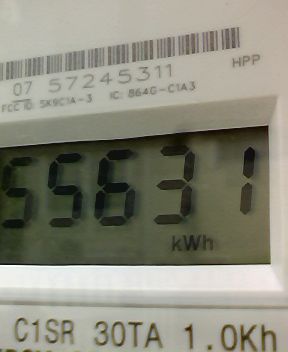 HPP
07 57245311
FCC ID: SK9C1A-3 IC: 864G-C1A3
55631
kWh
C1SR 30TA 1.0Kh